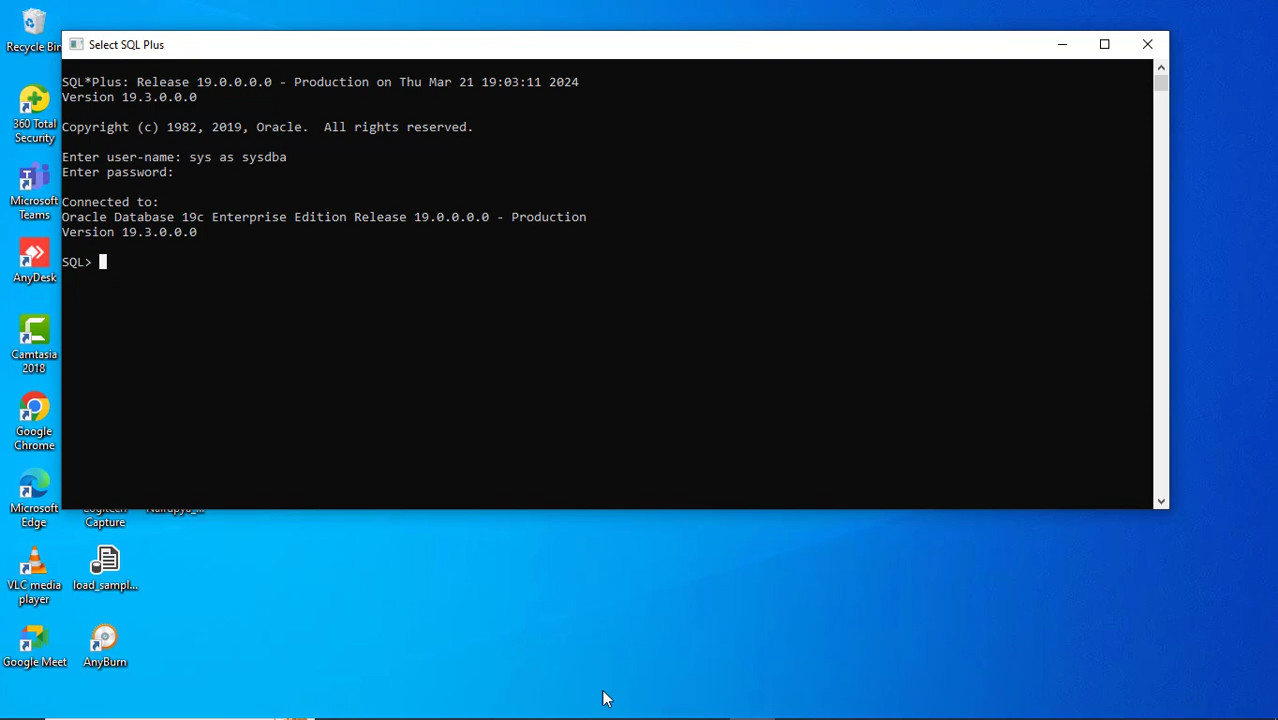 Recycle Bin
Select SQL Plus
SQL*Plus: Release 19.0.0.0.0 - Production on Thu Mar 21 19:03:11 2024
Version 19.3.0.0.0
Copyright (c) 1982, 2019, Oracle.  All rights reserved.
Enter user-name: sys as sysdba
Enter password:
Connected to:
Oracle Database 19c Enterprise Edition Release 19.0.0.0.0 - Production
Version 19.3.0.0.0
SQL>
360 Total
Security
Microsoft
Teams
AnyDesk
Camtasia
2018
Google
Chrome
Microsoft
Edge
Logitech
Capture
VLC media
player
load_sampl...
Google Meet
AnyBurn